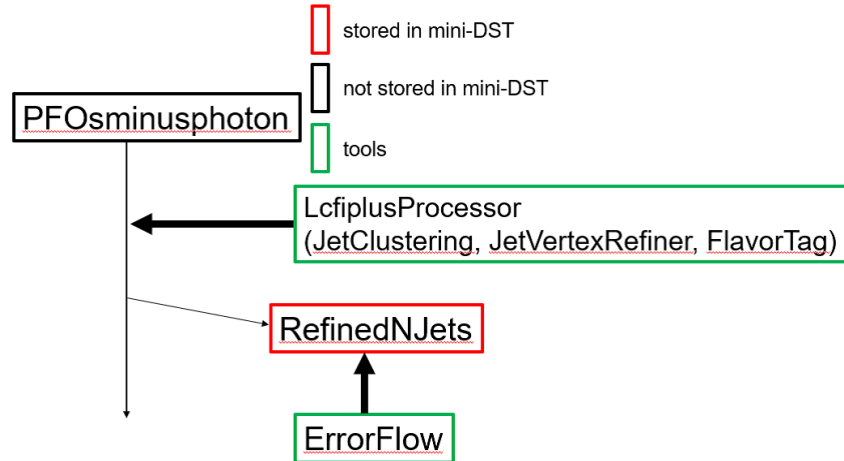 stored in mini-DST
not stored in mini-DST
PFOsminusphoton
tools
LcfiplusProcessor
(JetClustering, JetVertexRefiner, FlavorTag)
RefinedNJets
ErrorFlow